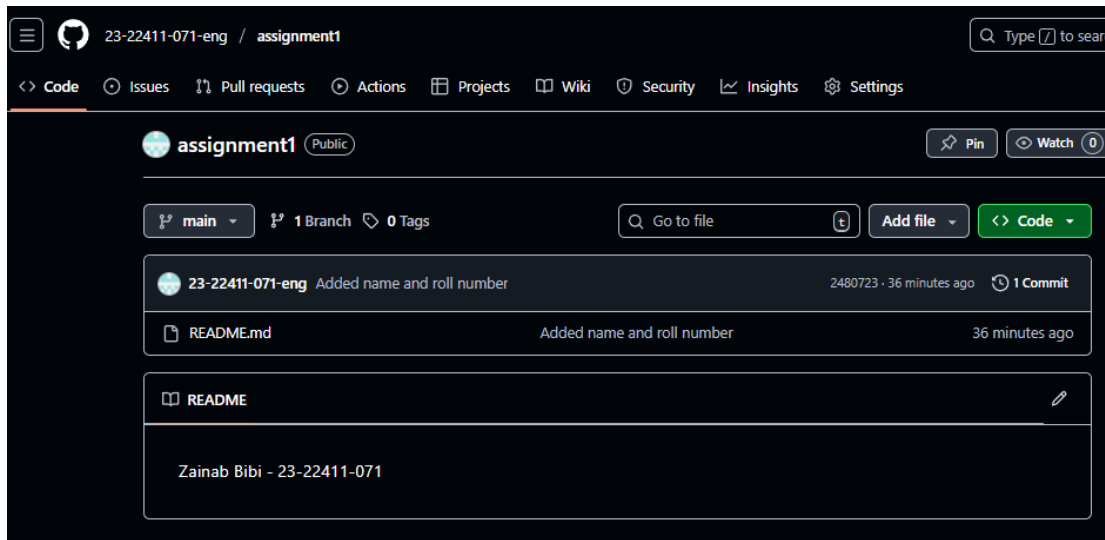 23-22411-071-eng / assignment1
Type / to sear
<> Code Issues Pull requests Actions Projects Wiki Security Insights Settings
assignment1 Public
Pin Watch 0
main 1 Branch 0 Tags Go to file t Add file <> Code
23-22411-071-eng Added name and roll number 2480723 · 36 minutes ago 1 Commit
README.md Added name and roll number 36 minutes ago
README
Zainab Bibi - 23-22411-071